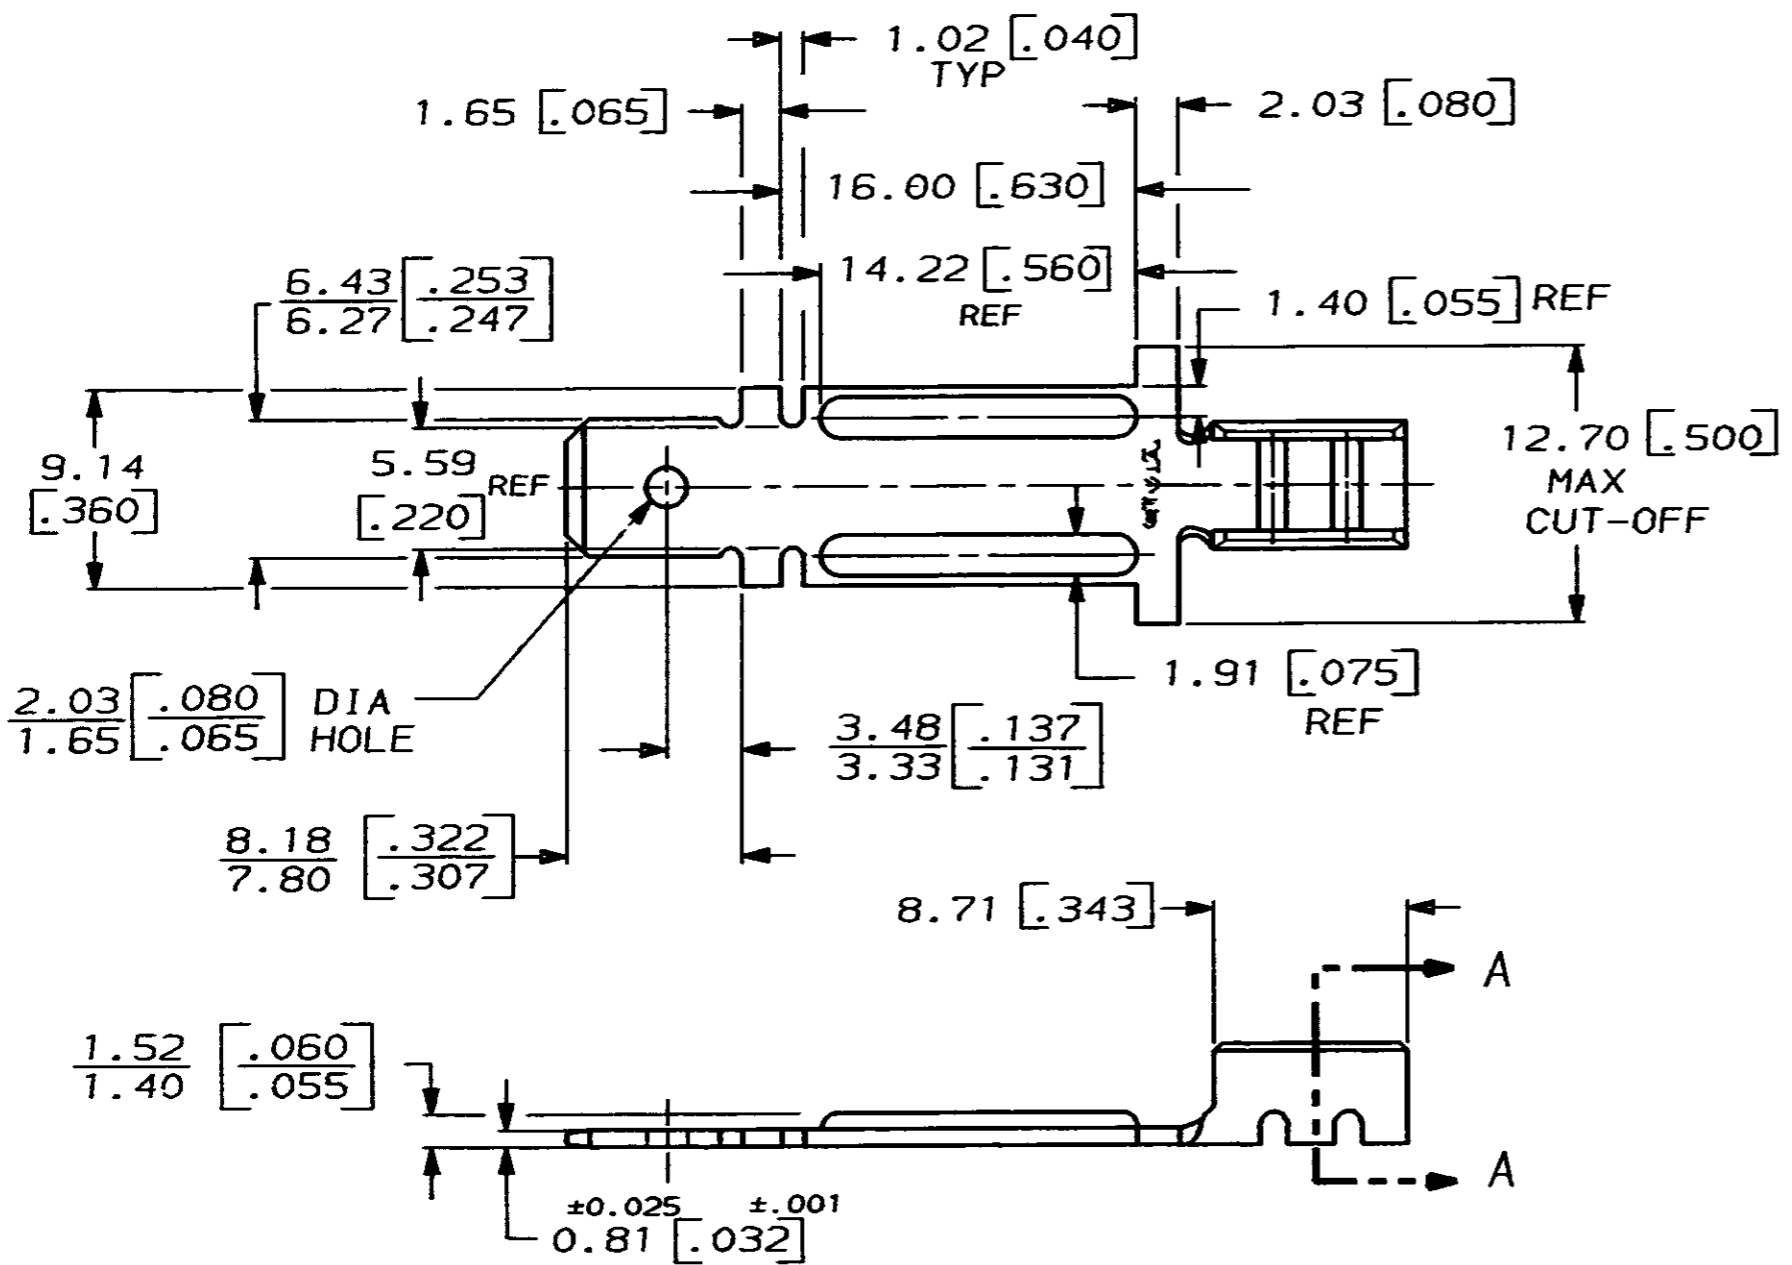 1.02 [.040]
TYP
1.65 [.065]
2.03 [.080]
16.00 [.630]
14.22 [.560]
REF
6.43 [.253]
6.27 [.247]
1.40 [.055] REF
9.14
[.360]
5.59 REF
[.220]
12.70 [.500]
MAX
CUT-OFF
2.03 [.080] DIA
1.65 [.065] HOLE
1.91 [.075]
REF
3.48 [.137]
3.33 [.131]
8.18 [.322]
7.80 [.307]
8.71 [.343]
A
1.52 [.060]
1.40 [.055]
A
±0.025 ±.001
0.81 [.032]